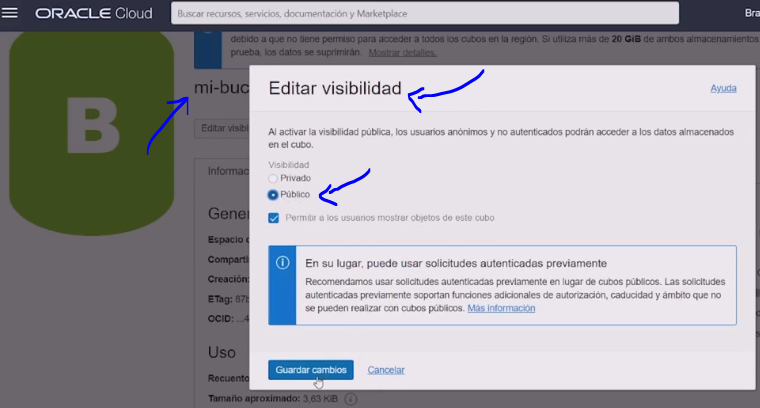 ORACLE Cloud
Buscar recursos, servicios, documentación y Marketplace
Bra
debido a que no tiene permiso para acceder a todos los cubos en la región. Si utiliza más de 20 GiB de ambos almacenamientos
prueba, los datos se suprimirán. Mostrar detalles.
B
mi-buc
Editar visibilidad
Ayuda
Editar visibil
Al activar la visibilidad pública, los usuarios anónimos y no autenticados podrán acceder a los datos almacenados
en el cubo.
Visibilidad
Privado
Público
Permitir a los usuarios mostrar objetos de este cubo
Informac
Gener
Espacio d
Compartim
Creación:
ETag: 67b
OCID: ...4
En su lugar, puede usar solicitudes autenticadas previamente
Recomendamos usar solicitudes autenticadas previamente en lugar de cubos públicos. Las solicitudes
autenticadas previamente soportan funciones adicionales de autorización, caducidad y ámbito que no
se pueden realizar con cubos públicos. Más información
Uso
Guardar cambios
Cancelar
Recuento
Tamaño aproximado: 3,63 KiB